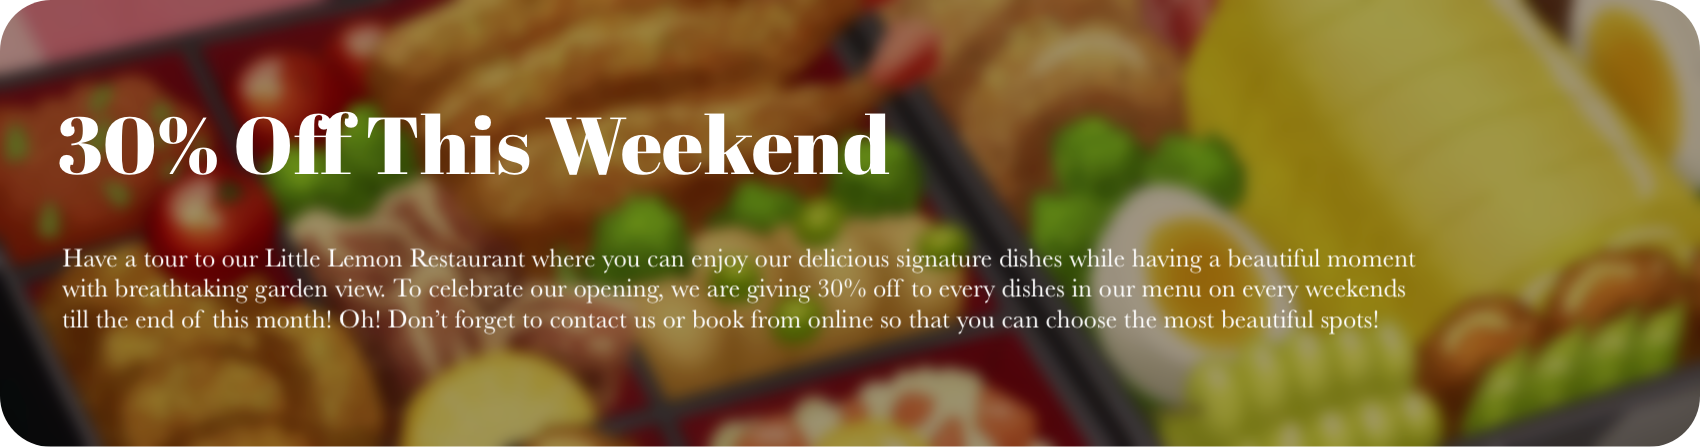 30% Off This Weekend
Have a tour to our Little Lemon Restaurant where you can enjoy our delicious signature dishes while having a beautiful moment
with breathtaking garden view. To celebrate our opening, we are giving 30% off to every dishes in our menu on every weekends
till the end of this month! Oh! Don’t forget to contact us or book from online so that you can choose the most beautiful spots!